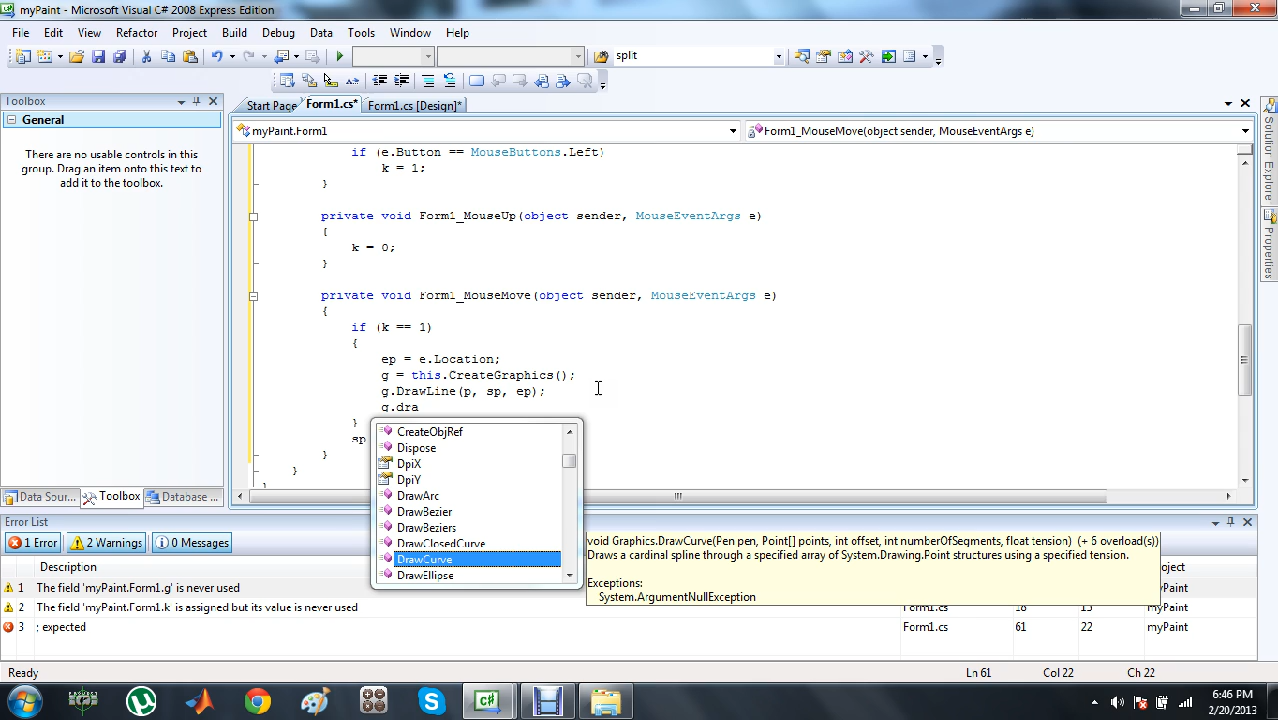 myPaint - Microsoft Visual C# 2008 Express Edition
File Edit View Refactor Project Build Debug Data Tools Window Help
split
Toolbox
General
There are no usable controls in this
group. Drag an item onto this text to
add it to the toolbox.
Data Sour... Toolbox Database ...
Start Page Form1.cs* Form1.cs [Design]*
myPaint.Form1 Form1_MouseMove(object sender, MouseEventArgs e)
if (e.Button == MouseButtons.Left)
k = 1;
}
private void Form1_MouseUp(object sender, MouseEventArgs e)
{
k = 0;
}
private void Form1_MouseMove(object sender, MouseEventArgs e)
{
if (k == 1)
{
ep = e.Location;
g = this.CreateGraphics();
g.DrawLine(p, sp, ep);
g.dra
}
sp
}
}
}
CreateObjRef
Dispose
DpiX
DpiY
DrawArc
DrawBezier
DrawBeziers
DrawClosedCurve
DrawCurve
DrawEllipse
void Graphics.DrawCurve(Pen pen, Point[] points, int offset, int numberOfSegments, float tension) (+ 6 overload(s))
Draws a cardinal spline through a specified array of System.Drawing.Point structures using a specified tension.
Exceptions:
System.ArgumentNullException
Solution Explorer
Properties
Error List
1 Error 2 Warnings 0 Messages
Description
1 The field 'myPaint.Form1.g' is never used myPaint
2 The field 'myPaint.Form1.k' is assigned but its value is never used Form1.cs 18 13 myPaint
3 ; expected Form1.cs 61 22 myPaint
Ready Ln 61 Col 22 Ch 22
6:46 PM
2/20/2013